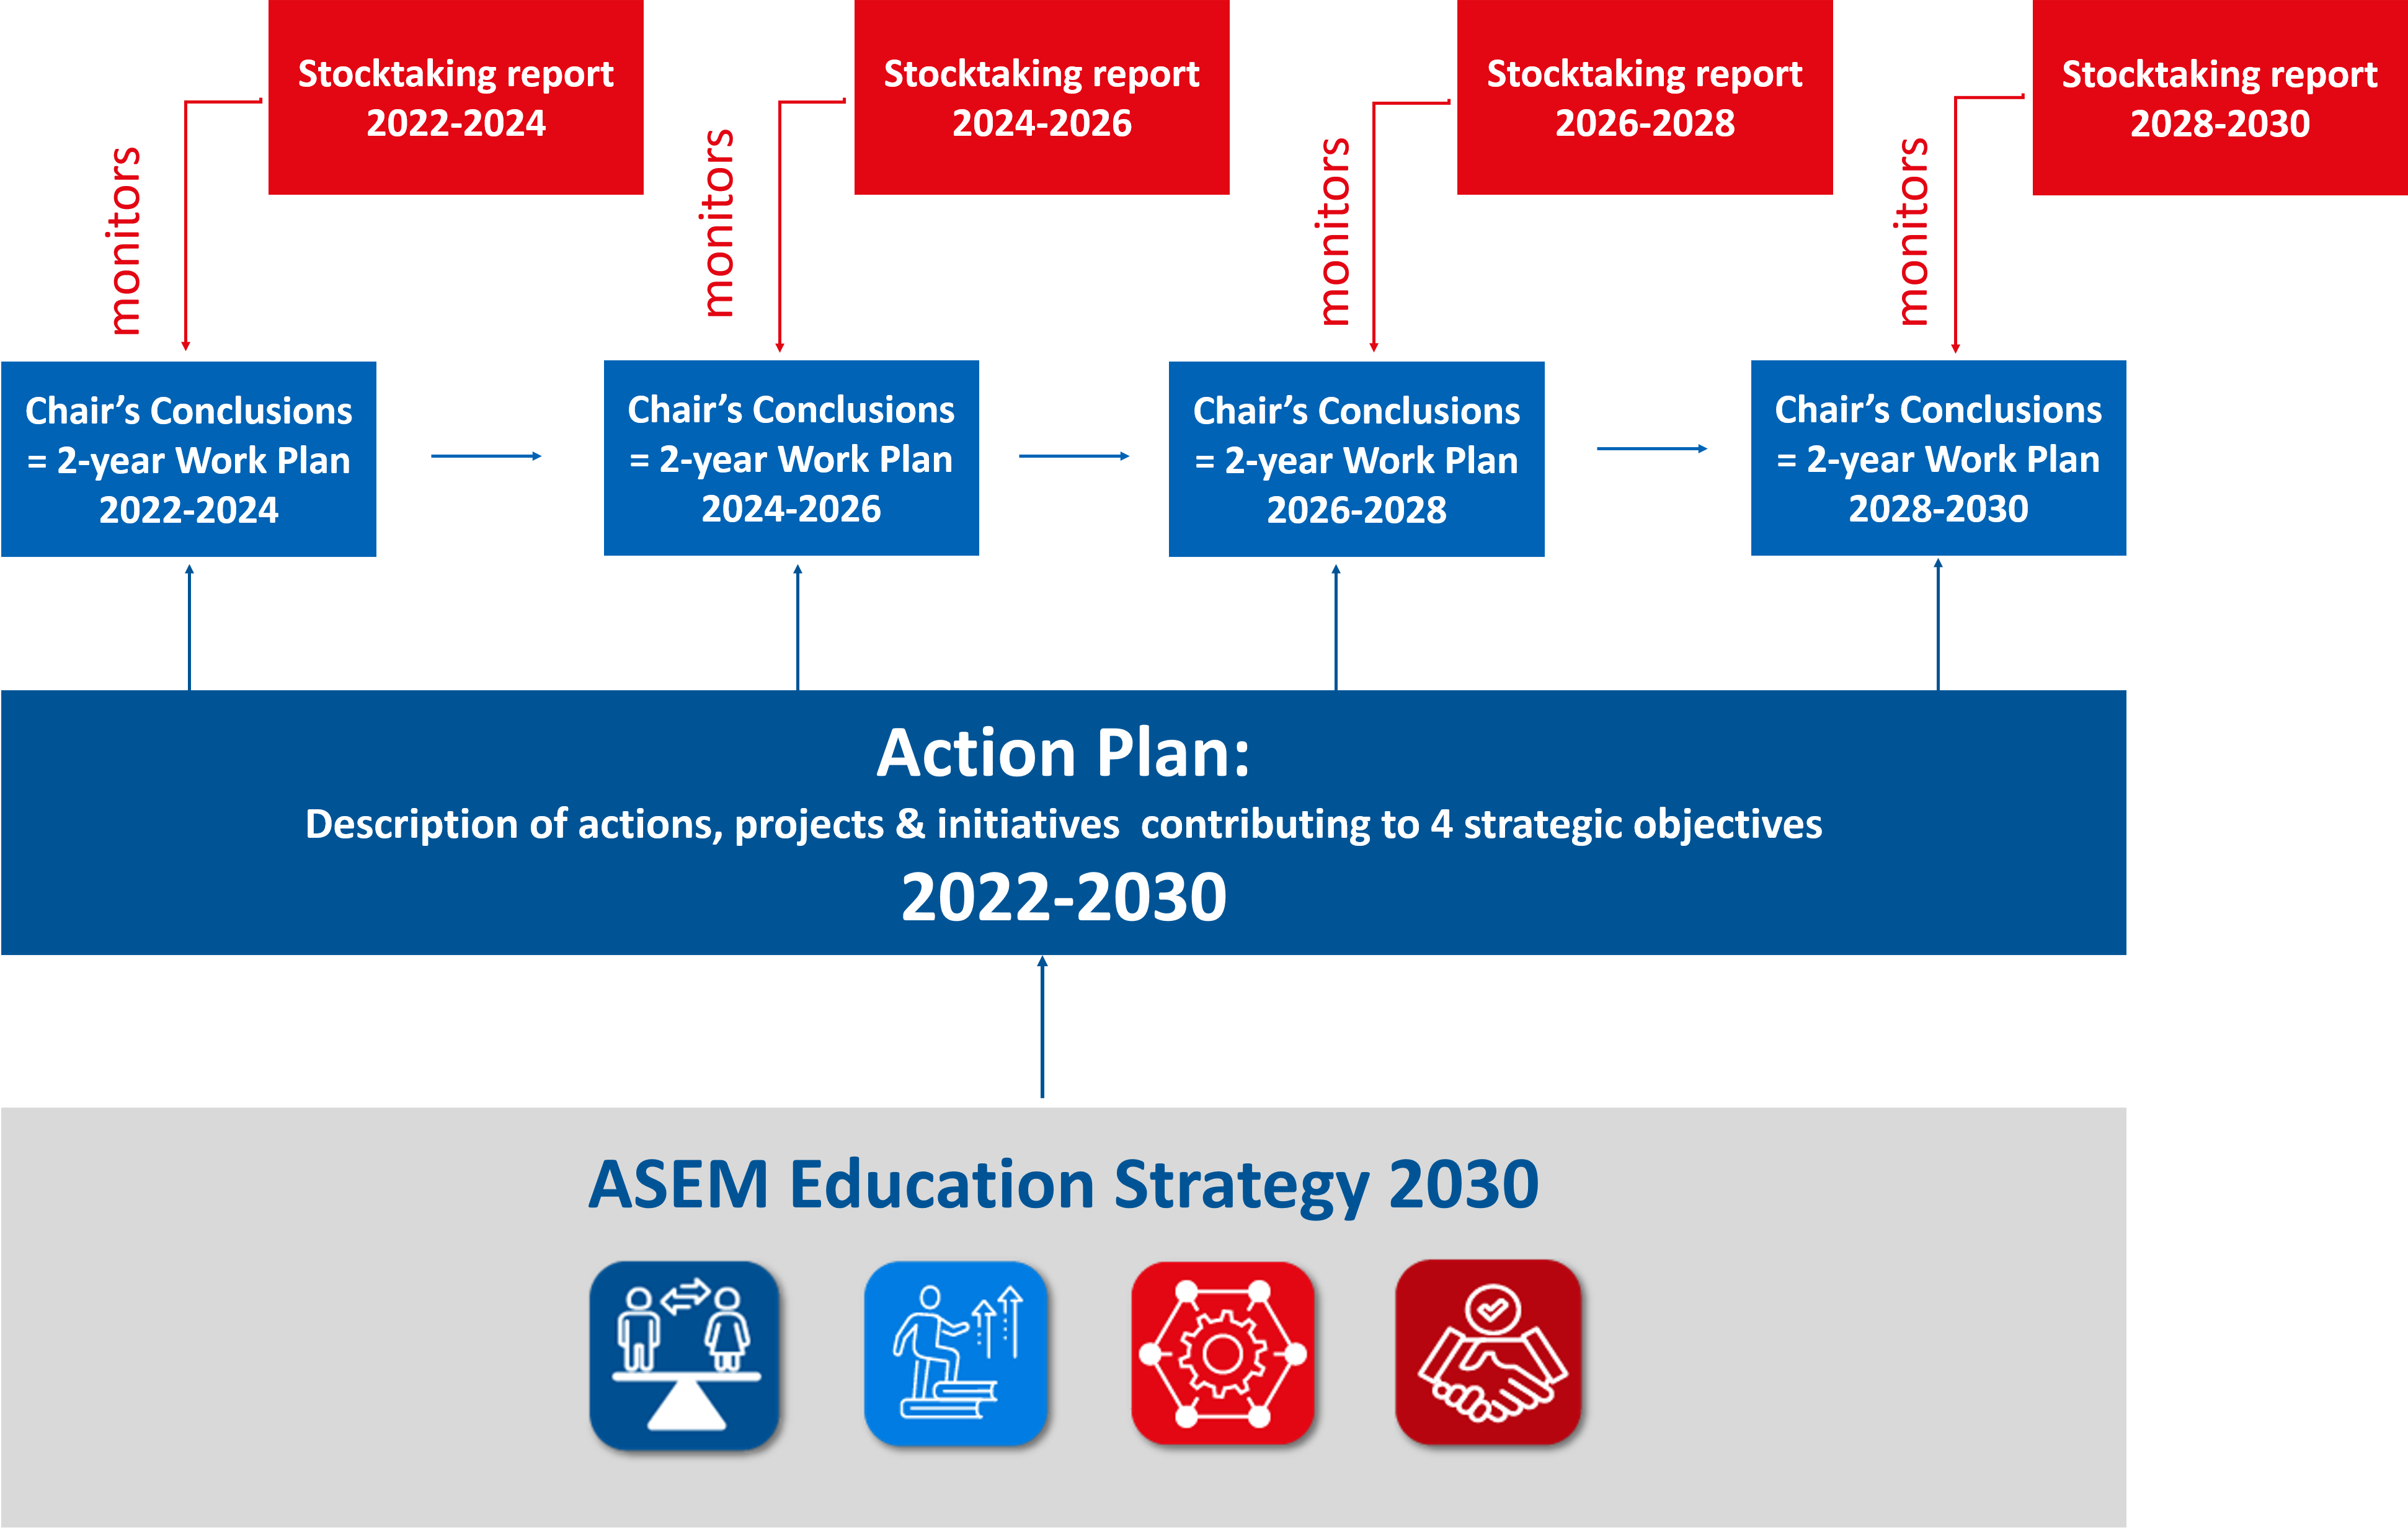 Stocktaking report
2022-2024
Stocktaking report
2024-2026
Stocktaking report
2026-2028
Stocktaking report
2028-2030
monitors
monitors
monitors
monitors
Chair’s Conclusions
= 2-year Work Plan
2022-2024
Chair’s Conclusions
= 2-year Work Plan
2024-2026
Chair’s Conclusions
= 2-year Work Plan
2026-2028
Chair’s Conclusions
= 2-year Work Plan
2028-2030
Action Plan:
Description of actions, projects & initiatives  contributing to 4 strategic objectives
2022-2030
ASEM Education Strategy 2030